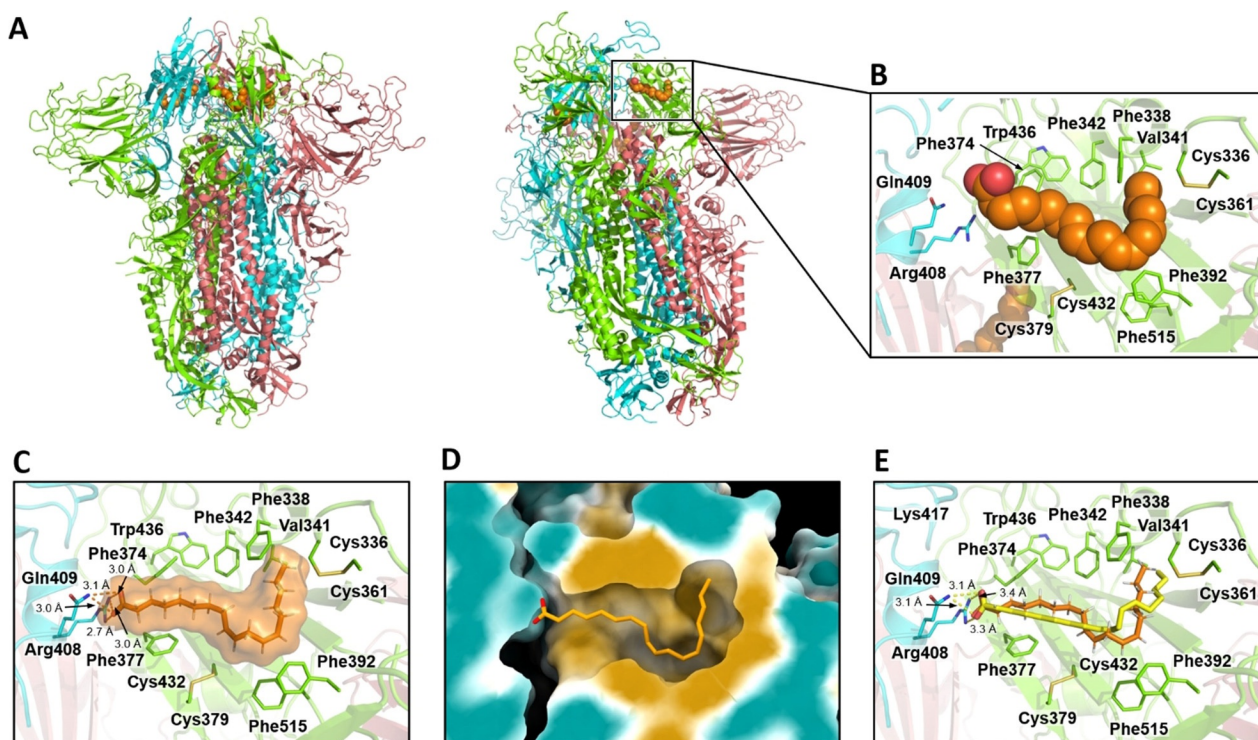 A
B
Phe338
Phe342
Val341
Trp436
Phe374
Cys336
Gln409
Cys361
Arg408
Phe377
Phe392
Cys432
Cys379
Phe515
C
Phe338
Phe342
Val341
Trp436
Cys336
Phe374
3.0 Å
Gln409
3.1 Å
Cys361
3.0 Å
2.7 Å
3.0 Å
Arg408
Phe377
Phe392
Cys432
Cys379
Phe515
D
E
Phe338
Lys417
Phe342
Val341
Trp436
Cys336
Phe374
Gln409
3.1 Å
3.4 Å
Cys361
3.1 Å
3.3 Å
Arg408
Phe377
Cys432
Phe392
Cys379
Phe515